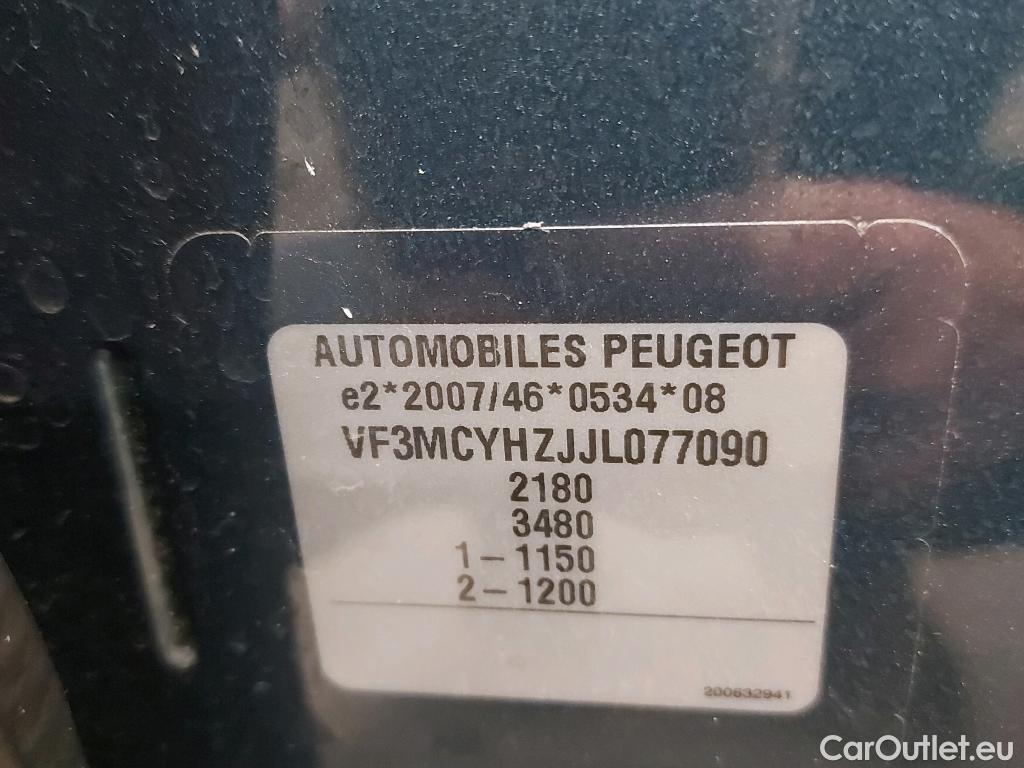 AUTOMOBILES PEUGEOT
e2*2007/46*0534*08
VF3MCYHZJJL077090
2180
3480
1-1150
2-1200
200632941
CarOutlet.eu